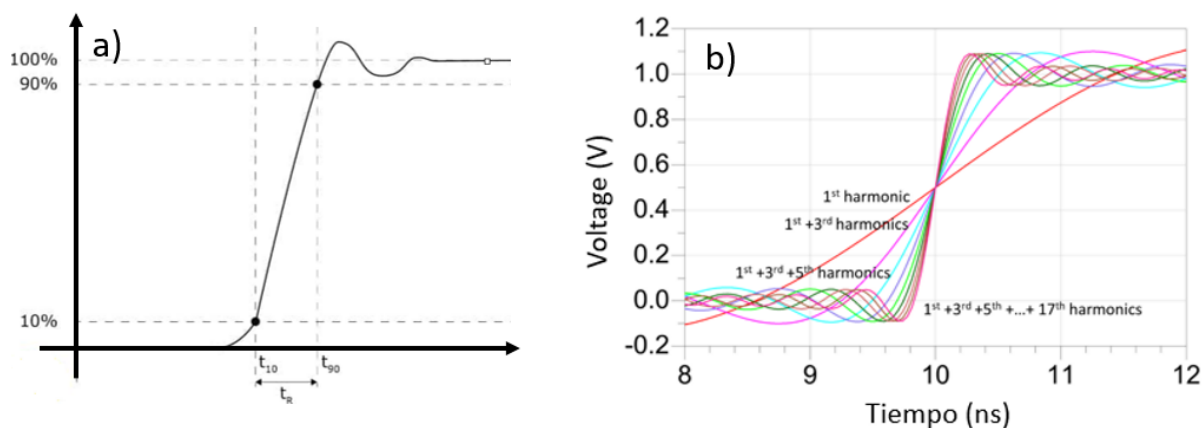 a)
100%
90%
10%
t10
t90
tR
b)
Voltage (V)
1.2
1.0
0.8
0.6
0.4
0.2
0.0
-0.2
1st harmonic
1st +3rd harmonics
1st +3rd +5th harmonics
1st +3rd +5th +...+ 17th harmonics
8
9
10
11
12
Tiempo (ns)